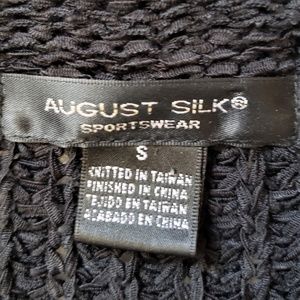 AUGUST SILK®
SPORTSWEAR
S
KNITTED IN TAIWAN
FINISHED IN CHINA
TEJIDO EN TAIWAN
ACABADO EN CHINA